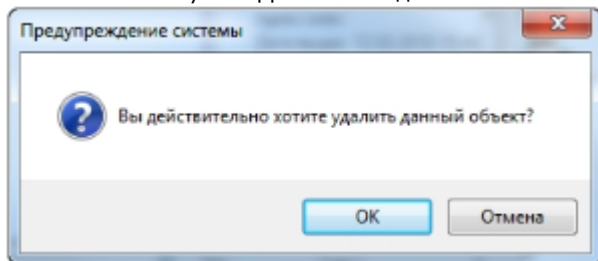 Предупреждение системы
Вы действительно хотите удалить данный объект?
OK
Отмена